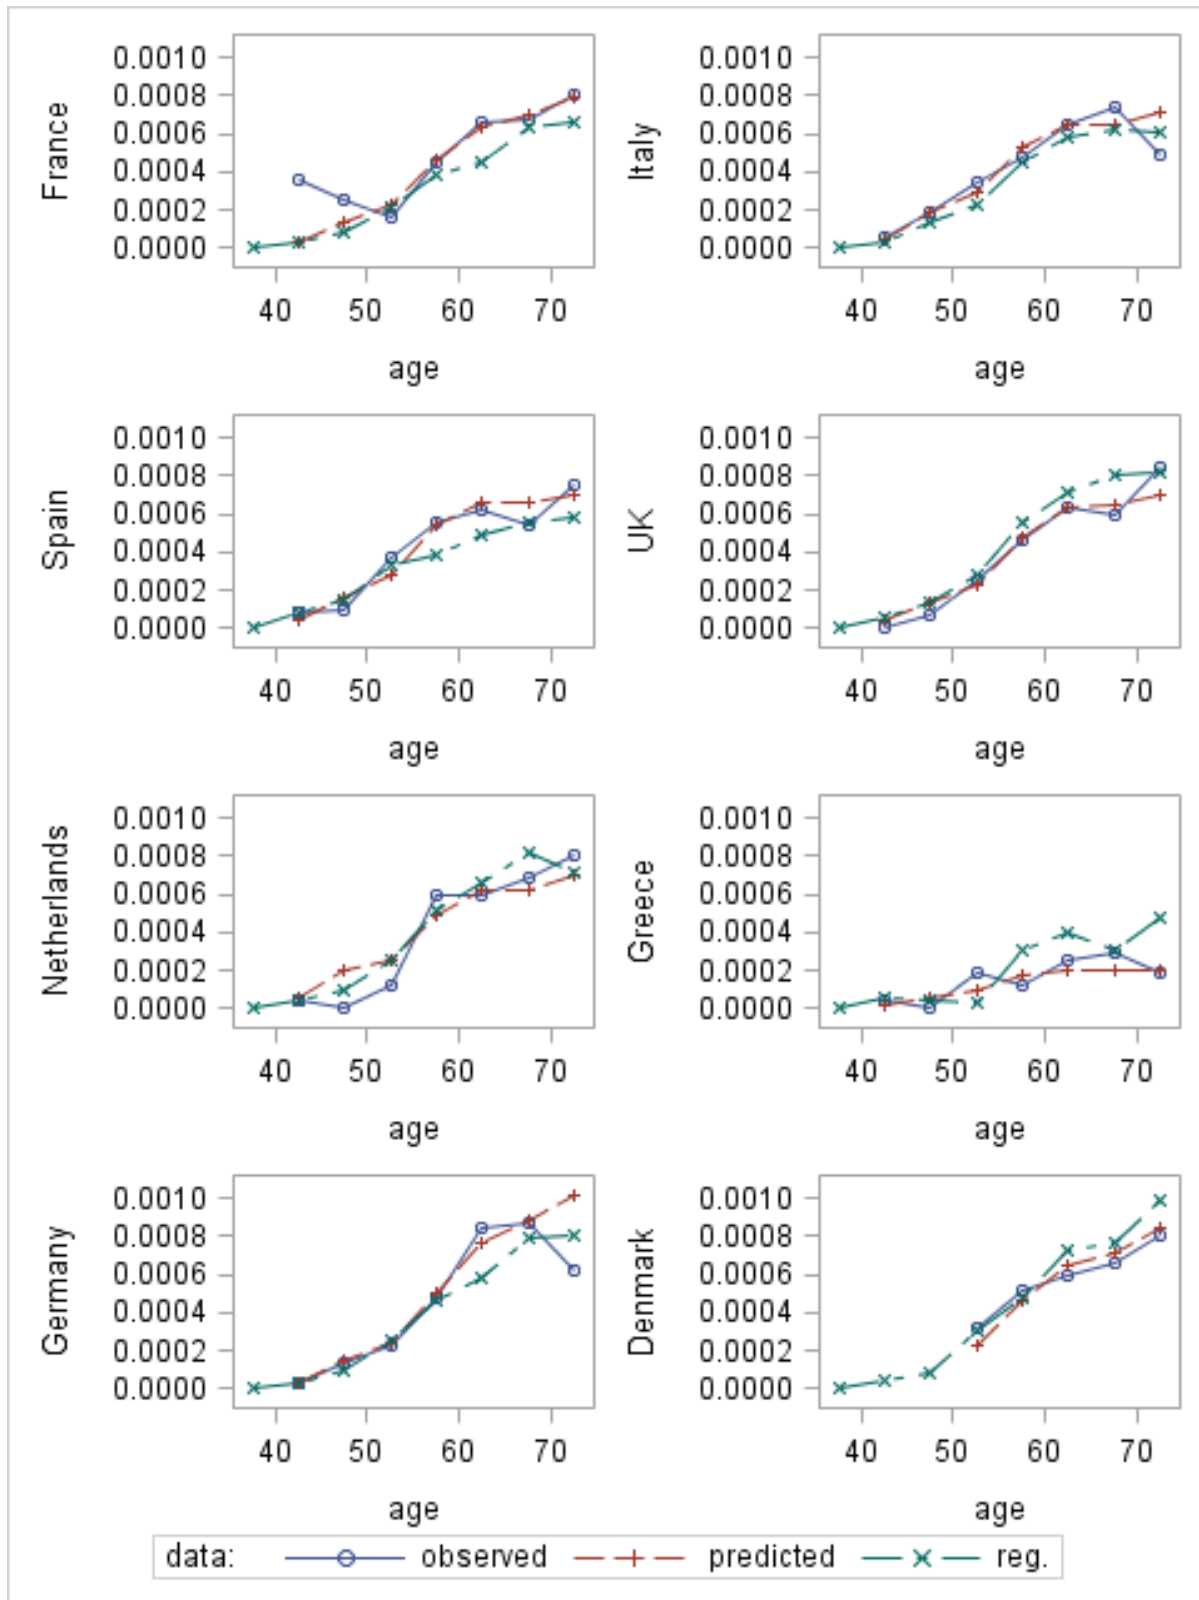 0.0010 0.0010
0.0008 0.0008
0.0006 0.0006
0.0004 0.0004
0.0002 0.0002
0.0000 0.0000
France Italy
40 50 60 70 40 50 60 70
age age
0.0010 0.0010
0.0008 0.0008
0.0006 0.0006
0.0004 0.0004
0.0002 0.0002
0.0000 0.0000
Spain UK
40 50 60 70 40 50 60 70
age age
0.0010 0.0010
0.0008 0.0008
0.0006 0.0006
0.0004 0.0004
0.0002 0.0002
0.0000 0.0000
Netherlands Greece
40 50 60 70 40 50 60 70
age age
0.0010 0.0010
0.0008 0.0008
0.0006 0.0006
0.0004 0.0004
0.0002 0.0002
0.0000 0.0000
Germany Denmark
40 50 60 70 40 50 60 70
age age
data: observed predicted reg.